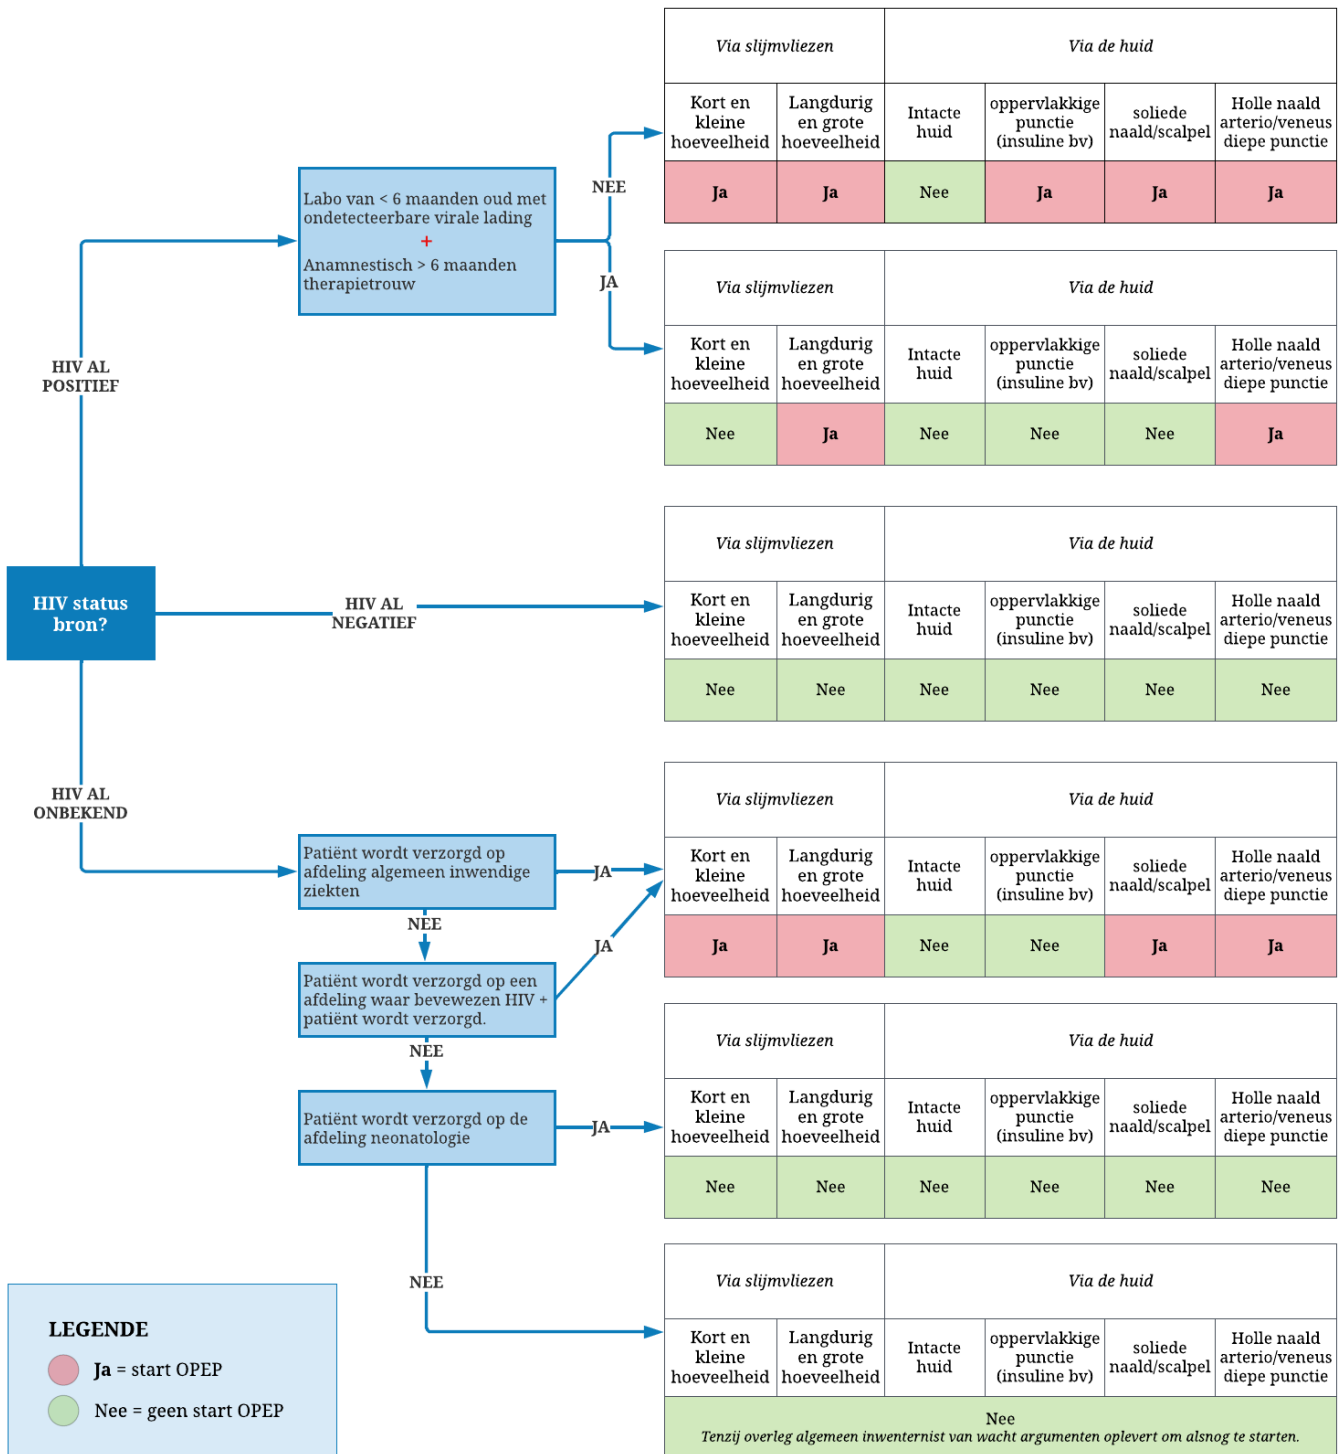 Via slijmvliezen
Via de huid
Kort en
kleine
hoeveelheid
Langdurig
en grote
hoeveelheid
Intacte
huid
oppervlakkige
punctie
(insuline bv)
soliede
naald/scalpel
Holle naald
arterio/veneus
diepe punctie
Ja
Ja
Nee
Ja
Ja
Ja
Labo van < 6 maanden oud met
ondetecteerbare virale lading
+
Anamnestisch > 6 maanden
therapietrouw
NEE
JA
Via slijmvliezen
Via de huid
Kort en
kleine
hoeveelheid
Langdurig
en grote
hoeveelheid
Intacte
huid
oppervlakkige
punctie
(insuline bv)
soliede
naald/scalpel
Holle naald
arterio/veneus
diepe punctie
Nee
Ja
Nee
Nee
Nee
Ja
HIV AL
POSITIEF
HIV status
bron?
HIV AL
NEGATIEF
Via slijmvliezen
Via de huid
Kort en
kleine
hoeveelheid
Langdurig
en grote
hoeveelheid
Intacte
huid
oppervlakkige
punctie
(insuline bv)
soliede
naald/scalpel
Holle naald
arterio/veneus
diepe punctie
Nee
Nee
Nee
Nee
Nee
Nee
HIV AL
ONBEKEND
Patiënt wordt verzorgd op
afdeling algemeen inwendige
ziekten
JA
NEE
Patiënt wordt verzorgd op een
afdeling waar bevewezen HIV +
patiënt wordt verzorgd.
JA
NEE
Via slijmvliezen
Via de huid
Kort en
kleine
hoeveelheid
Langdurig
en grote
hoeveelheid
Intacte
huid
oppervlakkige
punctie
(insuline bv)
soliede
naald/scalpel
Holle naald
arterio/veneus
diepe punctie
Ja
Ja
Nee
Nee
Ja
Ja
Patiënt wordt verzorgd op de
afdeling neonatologie
JA
NEE
Via slijmvliezen
Via de huid
Kort en
kleine
hoeveelheid
Langdurig
en grote
hoeveelheid
Intacte
huid
oppervlakkige
punctie
(insuline bv)
soliede
naald/scalpel
Holle naald
arterio/veneus
diepe punctie
Nee
Nee
Nee
Nee
Nee
Nee
Via slijmvliezen
Via de huid
Kort en
kleine
hoeveelheid
Langdurig
en grote
hoeveelheid
Intacte
huid
oppervlakkige
punctie
(insuline bv)
soliede
naald/scalpel
Holle naald
arterio/veneus
diepe punctie
Nee
Tenzij overleg algemeen inwenternist van wacht argumenten oplevert om alsnog te starten.
LEGENDE
Ja = start OPEP
Nee = geen start OPEP